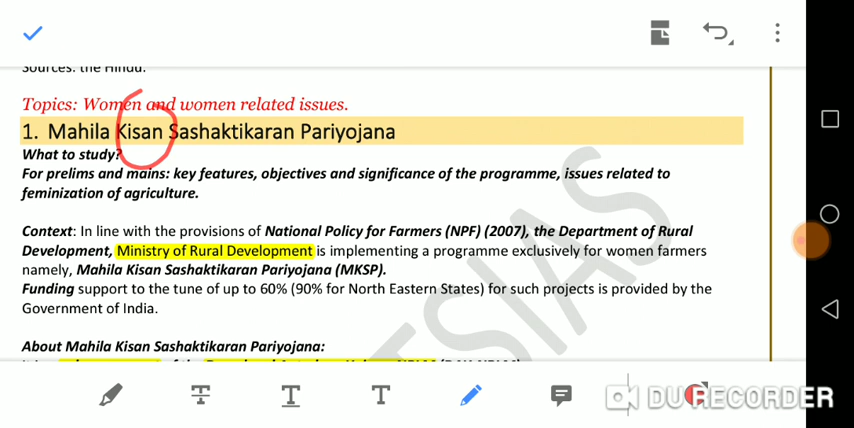 Sources: the Hindu.
Topics: Women and women related issues.
1. Mahila Kisan Sashaktikaran Pariyojana
What to study?
For prelims and mains: key features, objectives and significance of the programme, issues related to
feminization of agriculture.
Context: In line with the provisions of National Policy for Farmers (NPF) (2007), the Department of Rural
Development, Ministry of Rural Development is implementing a programme exclusively for women farmers
namely, Mahila Kisan Sashaktikaran Pariyojana (MKSP).
Funding support to the tune of up to 60% (90% for North Eastern States) for such projects is provided by the
Government of India.
About Mahila Kisan Sashaktikaran Pariyojana:
T T T
DU RECORDER